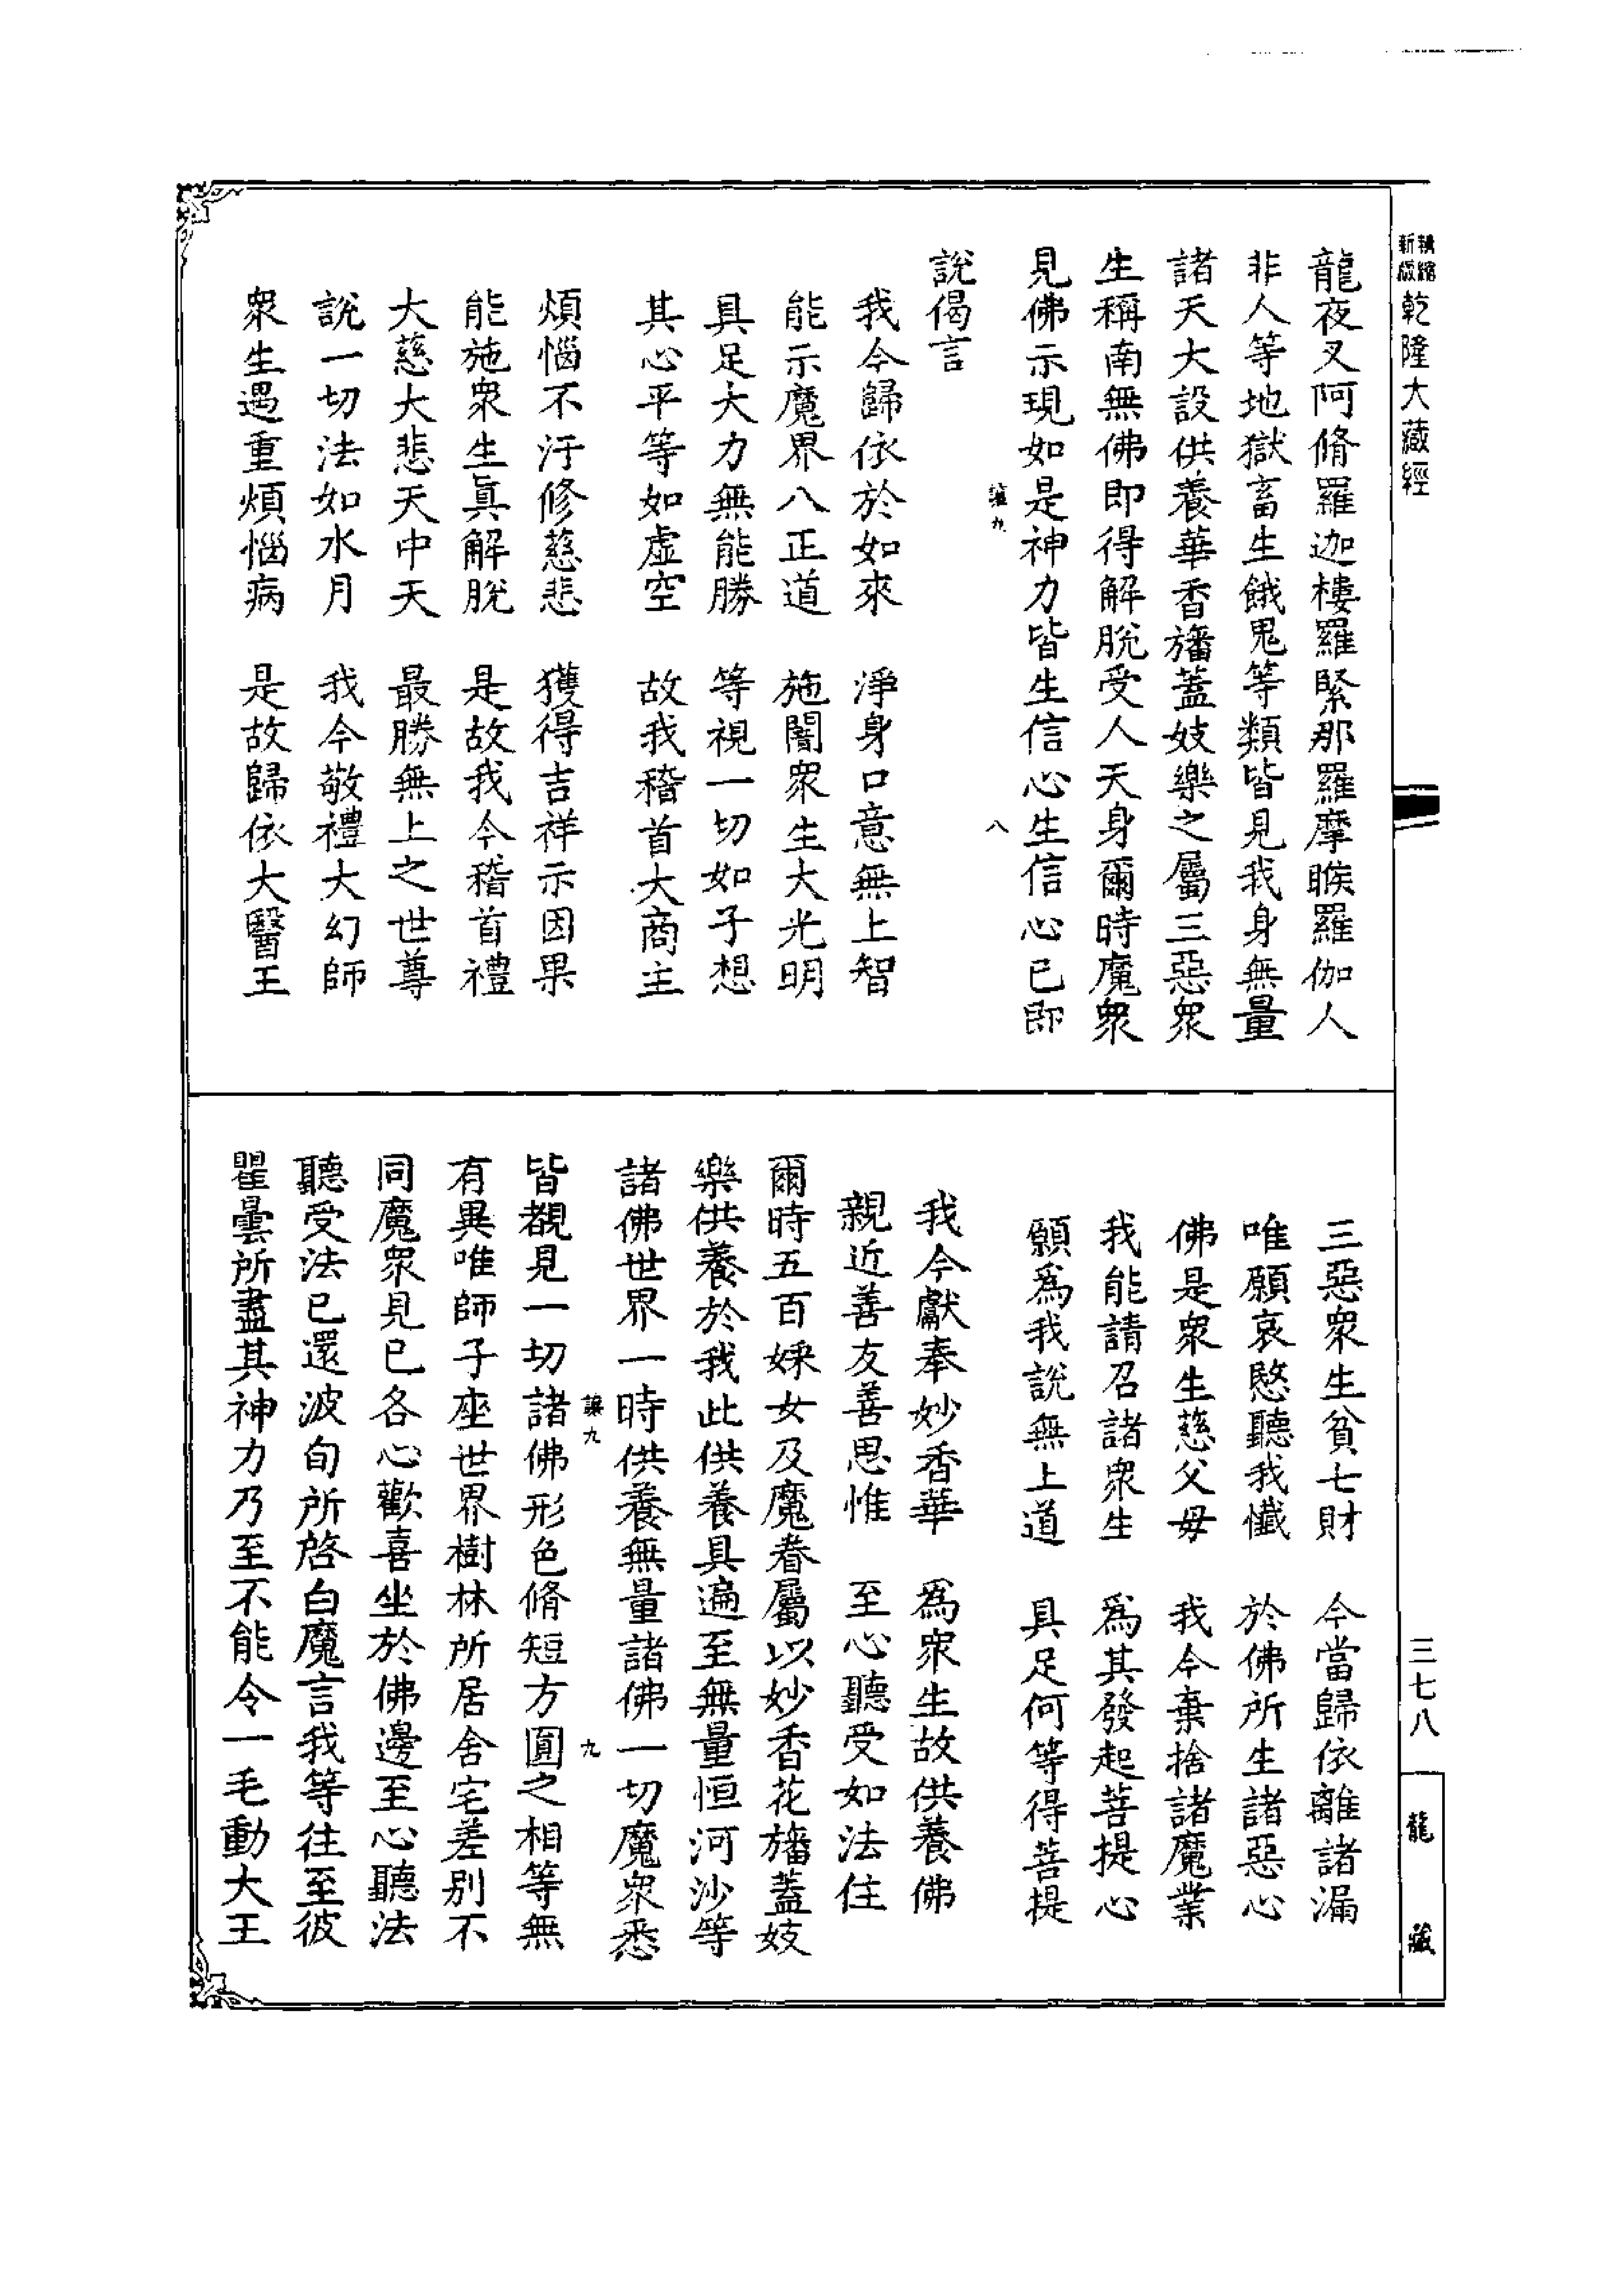 新版
乾隆大藏經
龍夜叉阿脩羅迦樓羅緊那羅摩睺羅伽人
非人等地獄畜生餓鬼等類皆見我身無量
諸天大設供養華香旛蓋妓樂之屬三惡衆
生稱南無佛即得解脫受人天身爾時魔衆
見佛示現如是神力皆生信心生信心已即
八
說偈言
我今歸依於如來　淨身口意無上智
能示魔界八正道　施闇衆生大光明
具足大力無能勝　等視一切如子想
其心平等如虛空　故我稽首大商主
煩惱不汙修慈悲　獲得吉祥示因果
能施衆生眞解脫　是故我今稽首禮
大慈大悲天中天　最勝無上之世尊
說一切法如水月　我今敬禮大幻師
衆生遇重煩惱病　是故歸依大醫王
三惡衆生貧七財　今當歸依離諸漏
唯願哀愍聽我懺　於佛所生諸惡心
佛是衆生慈父母　我今棄捨諸魔業
我能請召諸衆生　爲其發起菩提心
願爲我說無上道　具足何等得菩提
我今獻奉妙香華　爲衆生故供養佛
親近善友善思惟　至心聽受如法住
爾時五百婇女及魔眷屬以妙香花旛蓋妓
樂供養於我此供養具遍至無量恒河沙等
諸佛世界一時供養無量諸佛一切魔衆悉
九
皆覩見一切諸佛形色脩短方圓之相等無
有異唯師子座世界樹林所居舍宅差別不
同魔衆見已各心歡喜坐於佛邊至心聽法
聽受法已還波旬所啓白魔言我等往至彼
瞿曇所盡其神力乃至不能令一毛動大王
三七八
龍藏